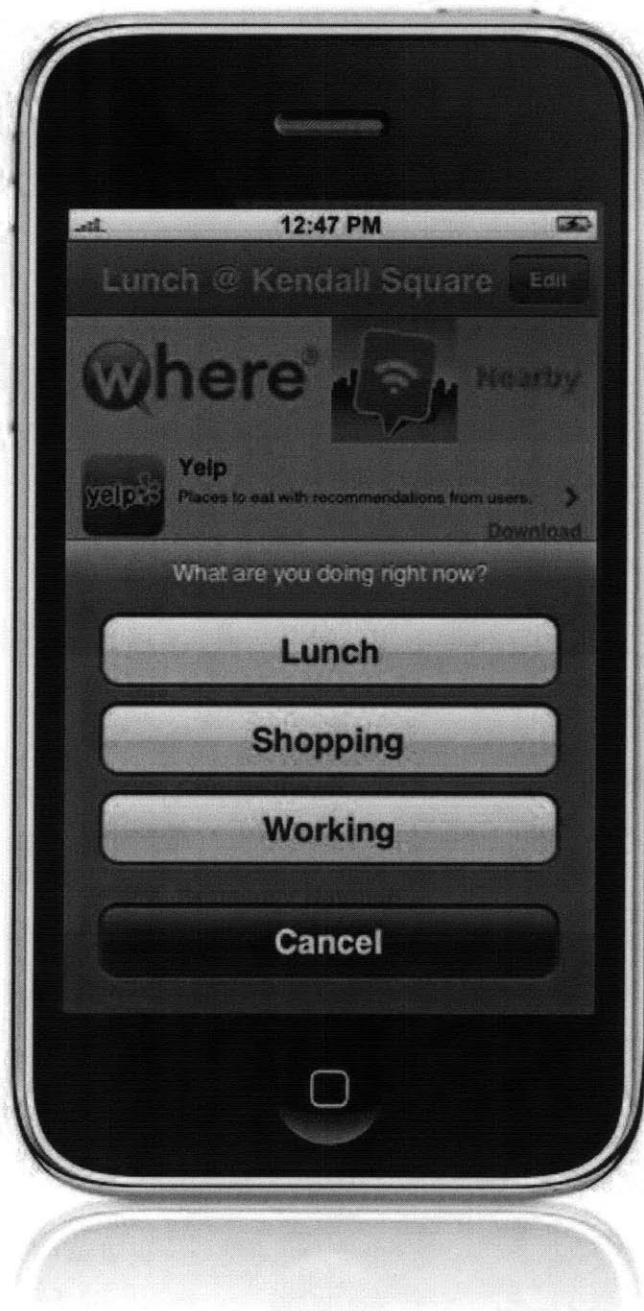 12:47 PM
Lunch @ Kendall Square Edit
where® Nearby
yelp Yelp
Places to eat with recommendations from users.
Download
What are you doing right now?
Lunch
Shopping
Working
Cancel